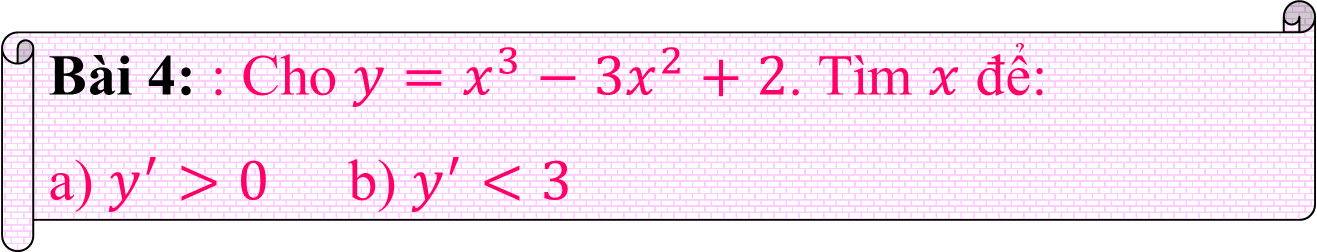 Bài 4: : Cho y = x³ − 3x² + 2. Tìm x để:
a) y′ > 0 b) y′ < 3